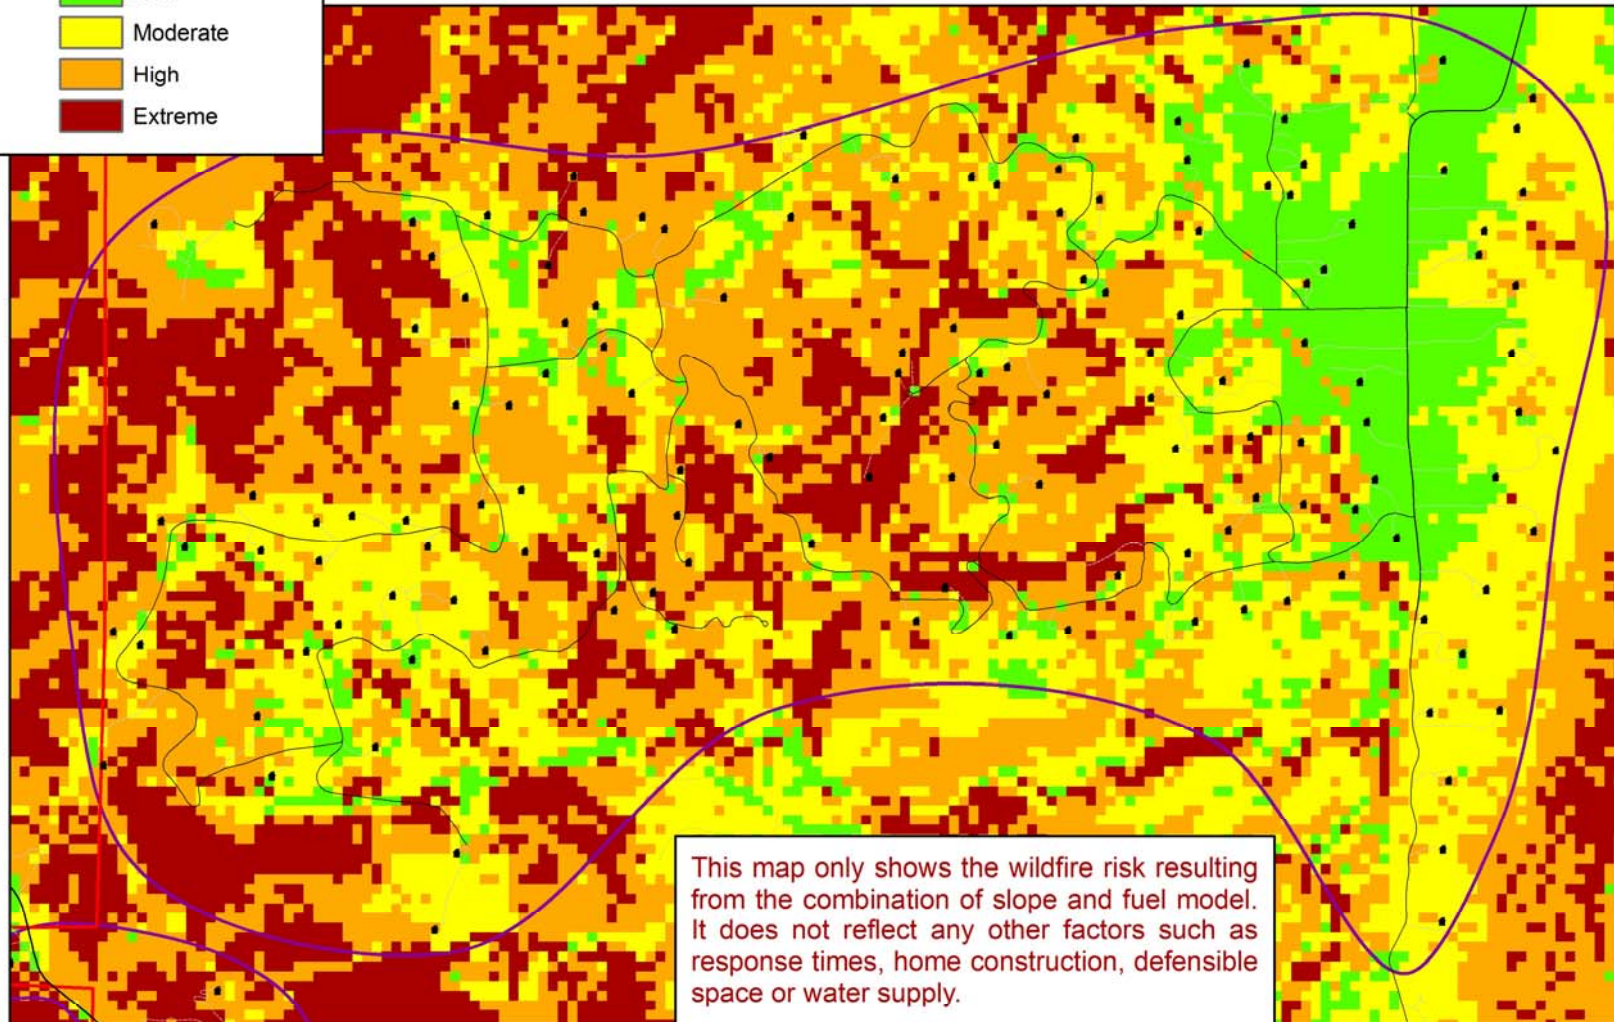 Moderate
High
Extreme
This map only shows the wildfire risk resulting
from the combination of slope and fuel model.
It does not reflect any other factors such as
response times, home construction, defensible
space or water supply.